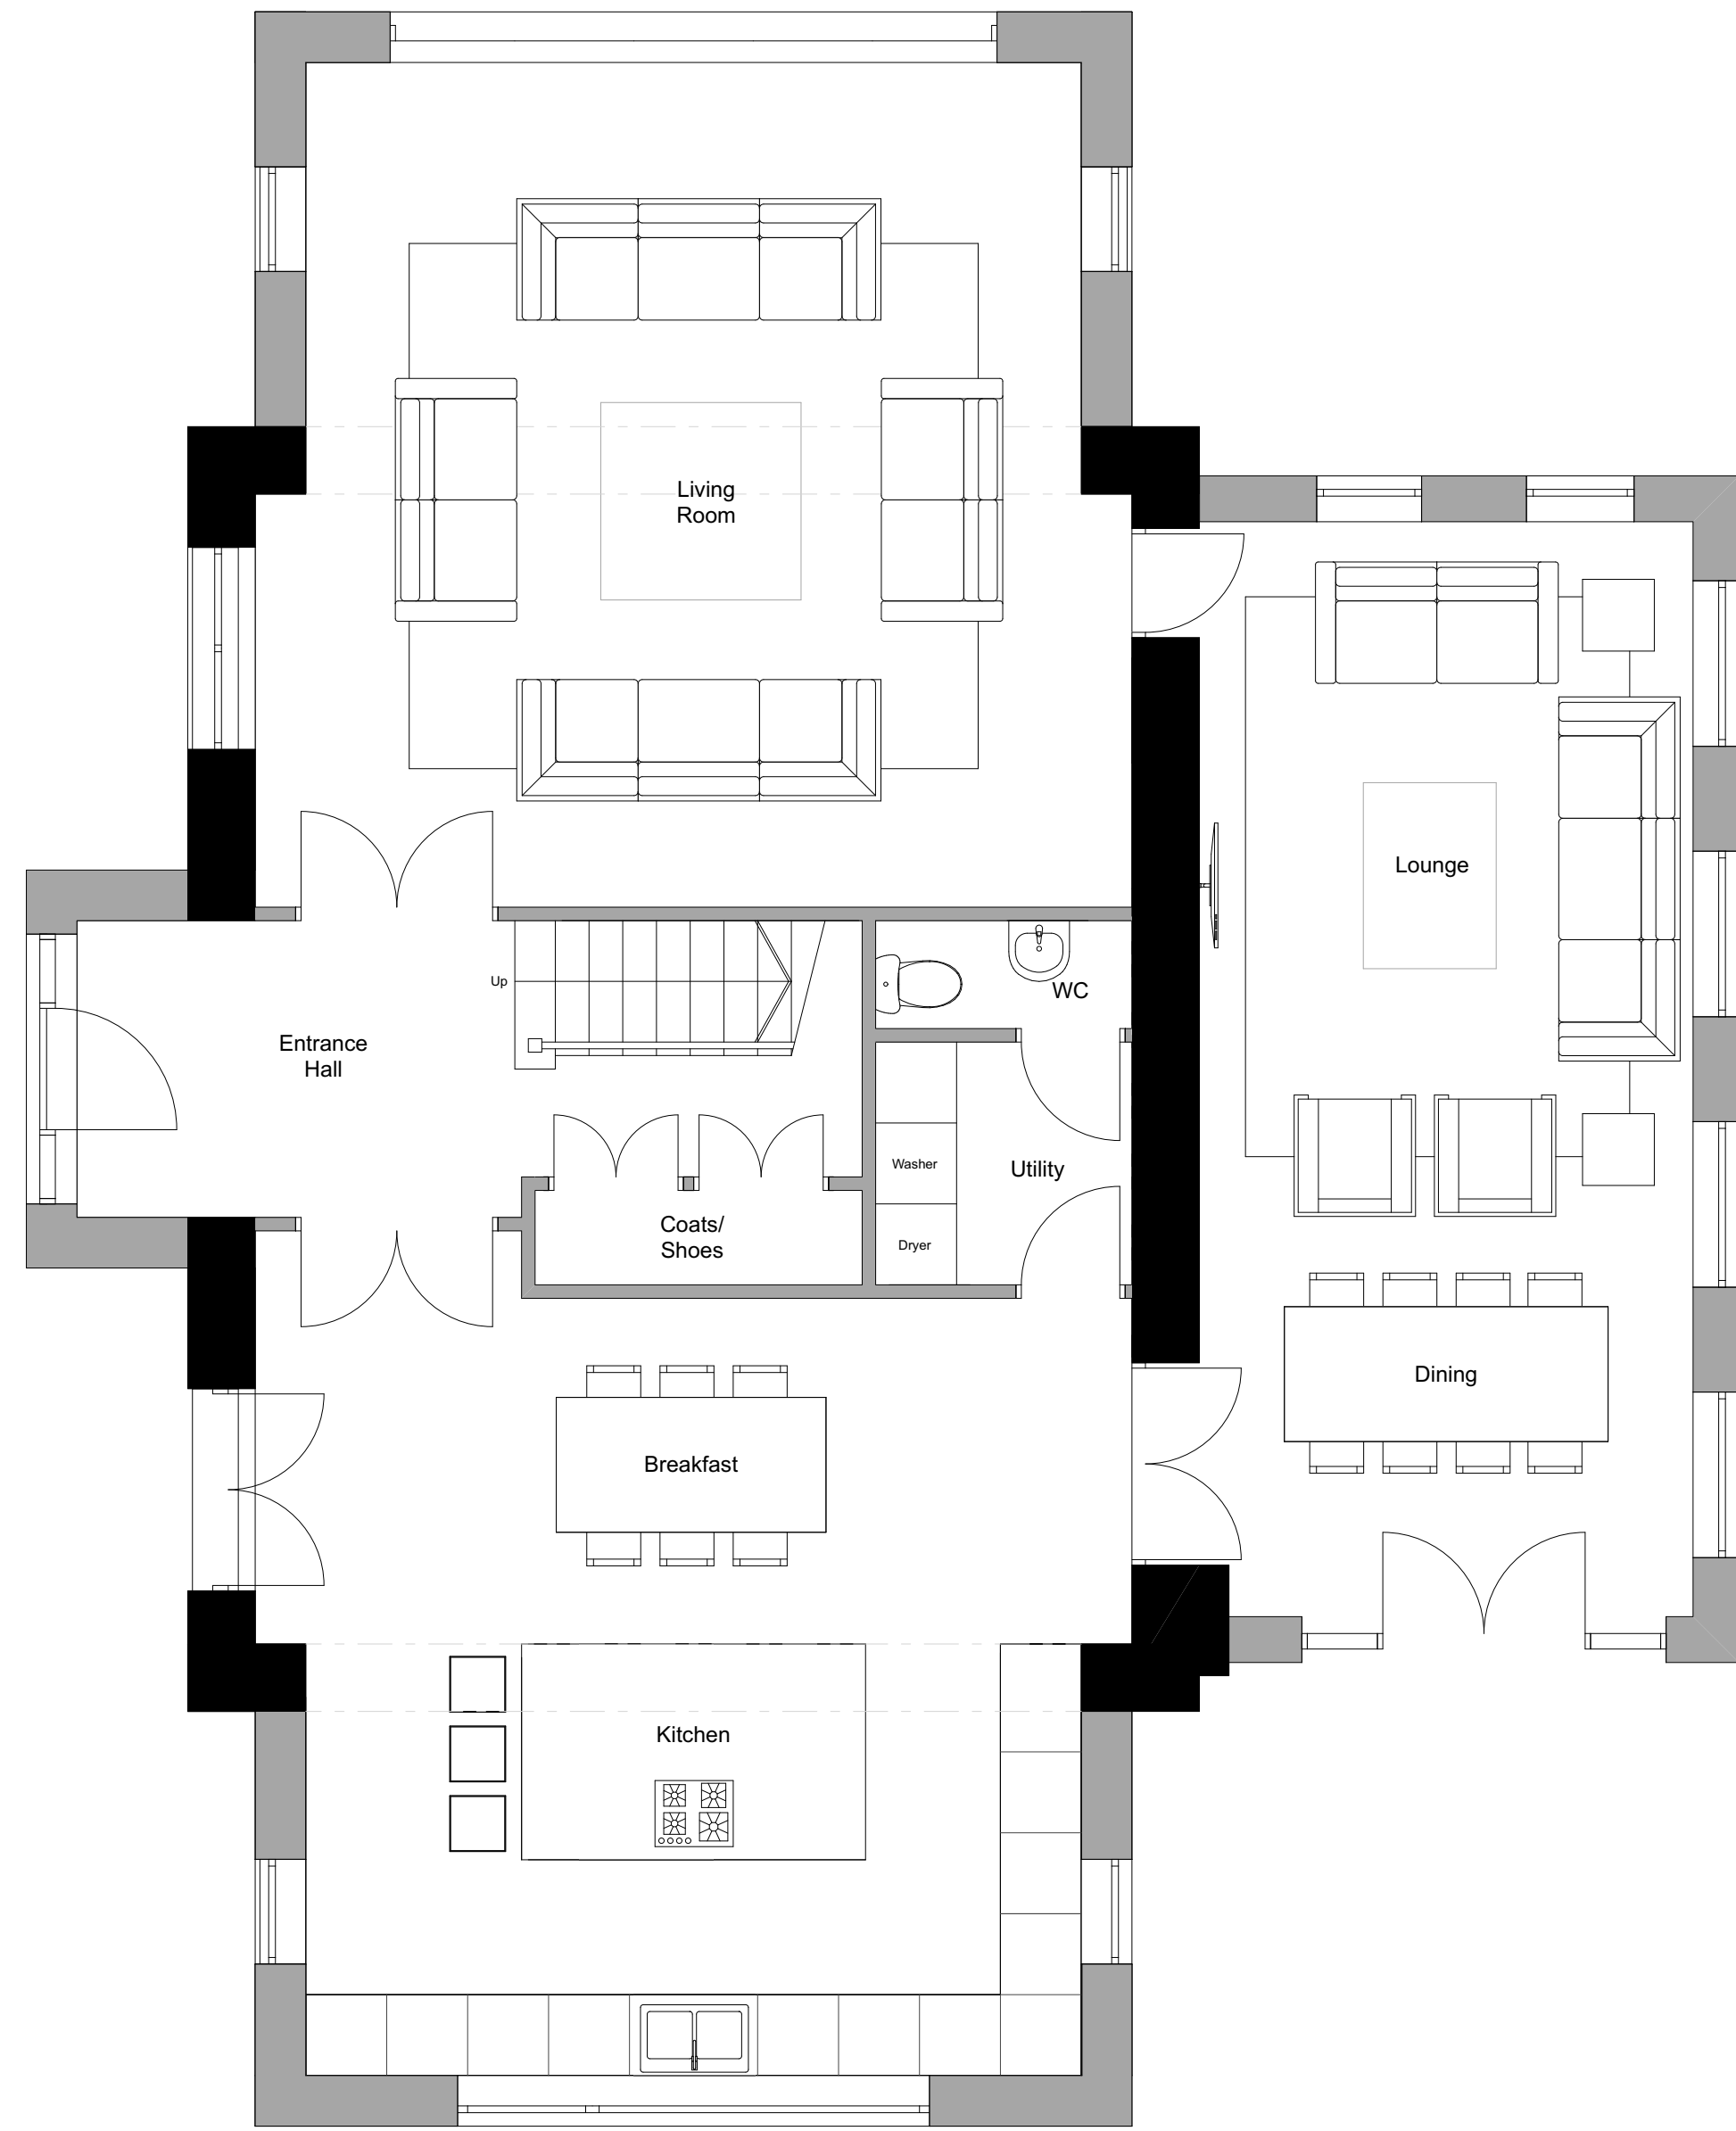 Living
Room
Lounge
Up
WC
Entrance
Hall
Washer
Utility
Coats/
Shoes
Dryer
Dining
Breakfast
Kitchen